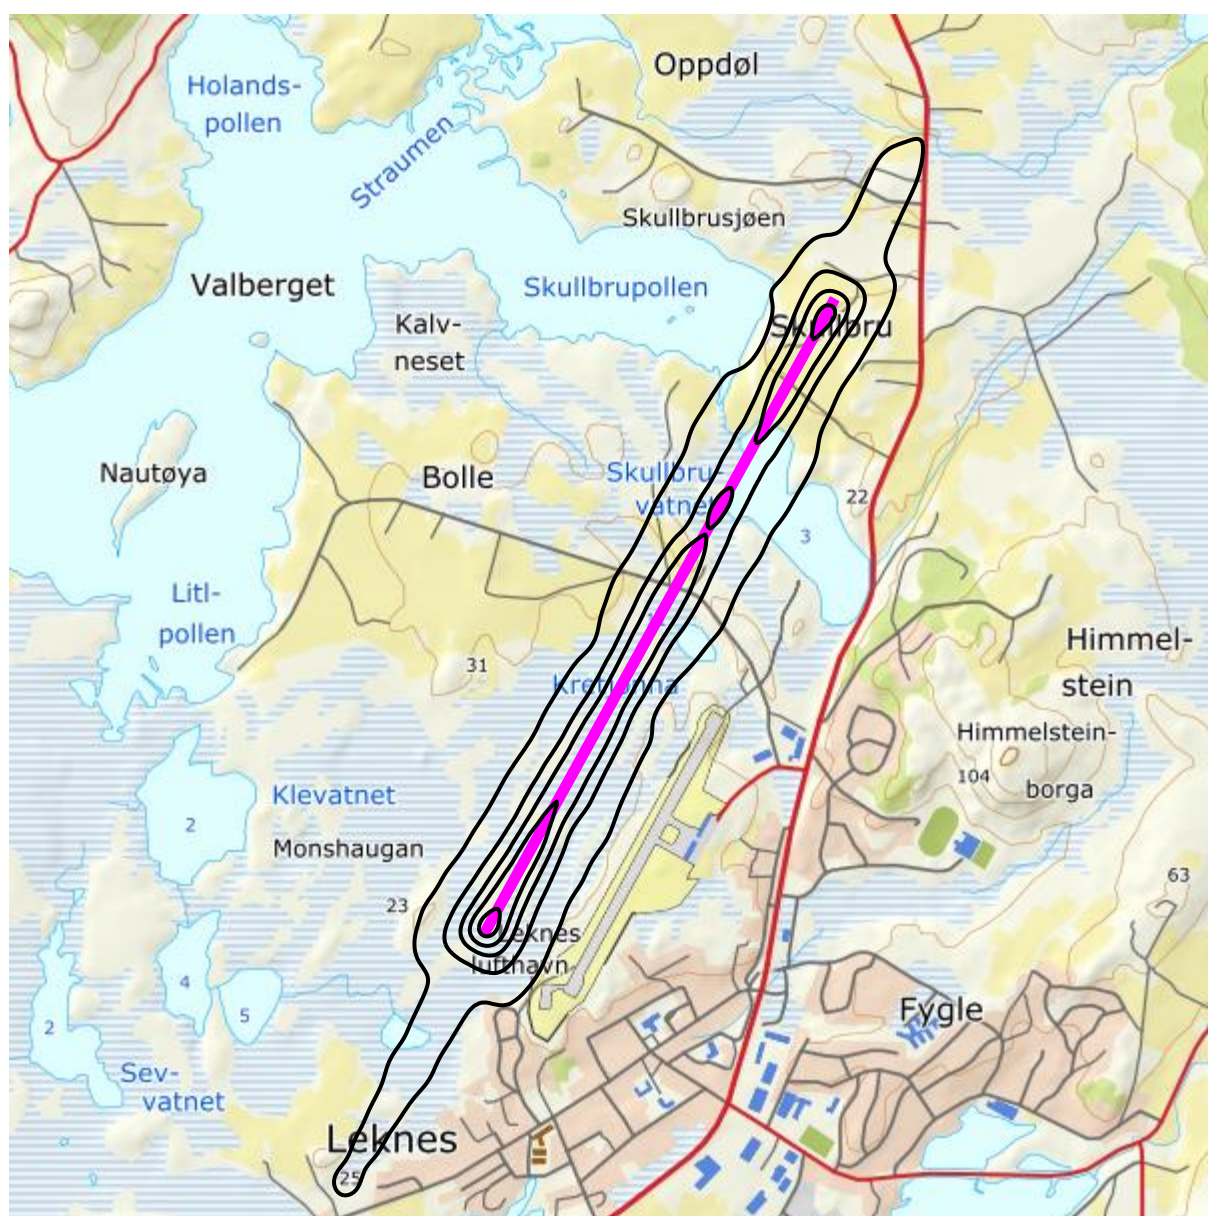 Oppdøl
Holands-
pollen
Straumen
Skullbrusjøen
Valberget
Skullbrupollen
Kalv-
neset
Skullbru
Nautøya
Bolle
Skullbru-
vatnet
22
3
Litl-
pollen
31
Himmel-
stein
Himmelstein-
104
borga
Klevatnet
2
Monshaugan
63
23
Leknes
lufthavn
4
5
2
Fygle
Sev-
vatnet
Leknes
25